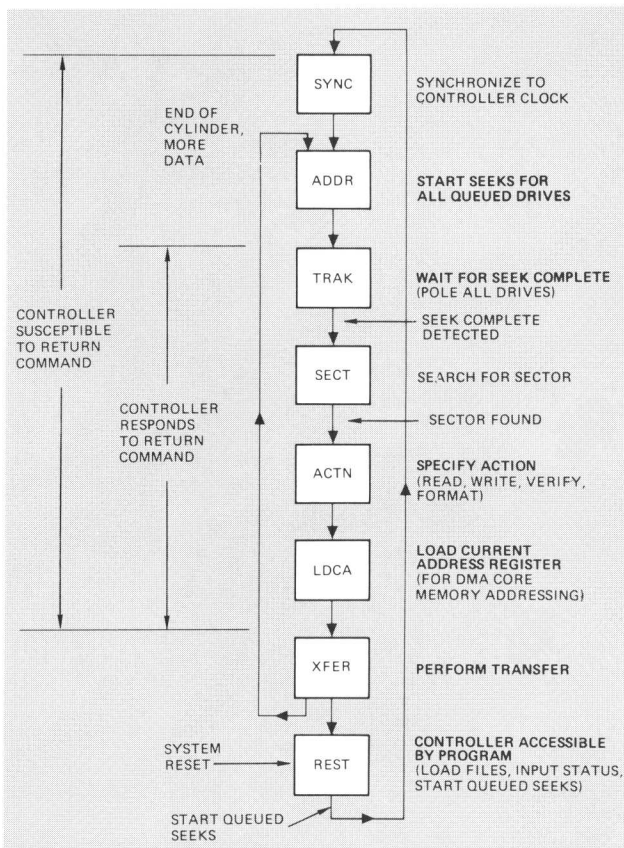 SYNC
SYNCHRONIZE TO
CONTROLLER CLOCK
END OF
CYLINDER,
MORE
DATA
ADDR
START SEEKS FOR
ALL QUEUED DRIVES
TRAK
WAIT FOR SEEK COMPLETE
(POLE ALL DRIVES)
CONTROLLER
SUSCEPTIBLE
TO RETURN
COMMAND
SEEK COMPLETE
DETECTED
SECT
SEARCH FOR SECTOR
CONTROLLER
RESPONDS
TO RETURN
COMMAND
SECTOR FOUND
ACTN
SPECIFY ACTION
(READ, WRITE, VERIFY,
FORMAT)
LDCA
LOAD CURRENT
ADDRESS REGISTER
(FOR DMA CORE
MEMORY ADDRESSING)
XFER
PERFORM TRANSFER
SYSTEM
RESET
REST
CONTROLLER ACCESSIBLE
BY PROGRAM
(LOAD FILES, INPUT STATUS,
START QUEUED SEEKS)
START QUEUED
SEEKS